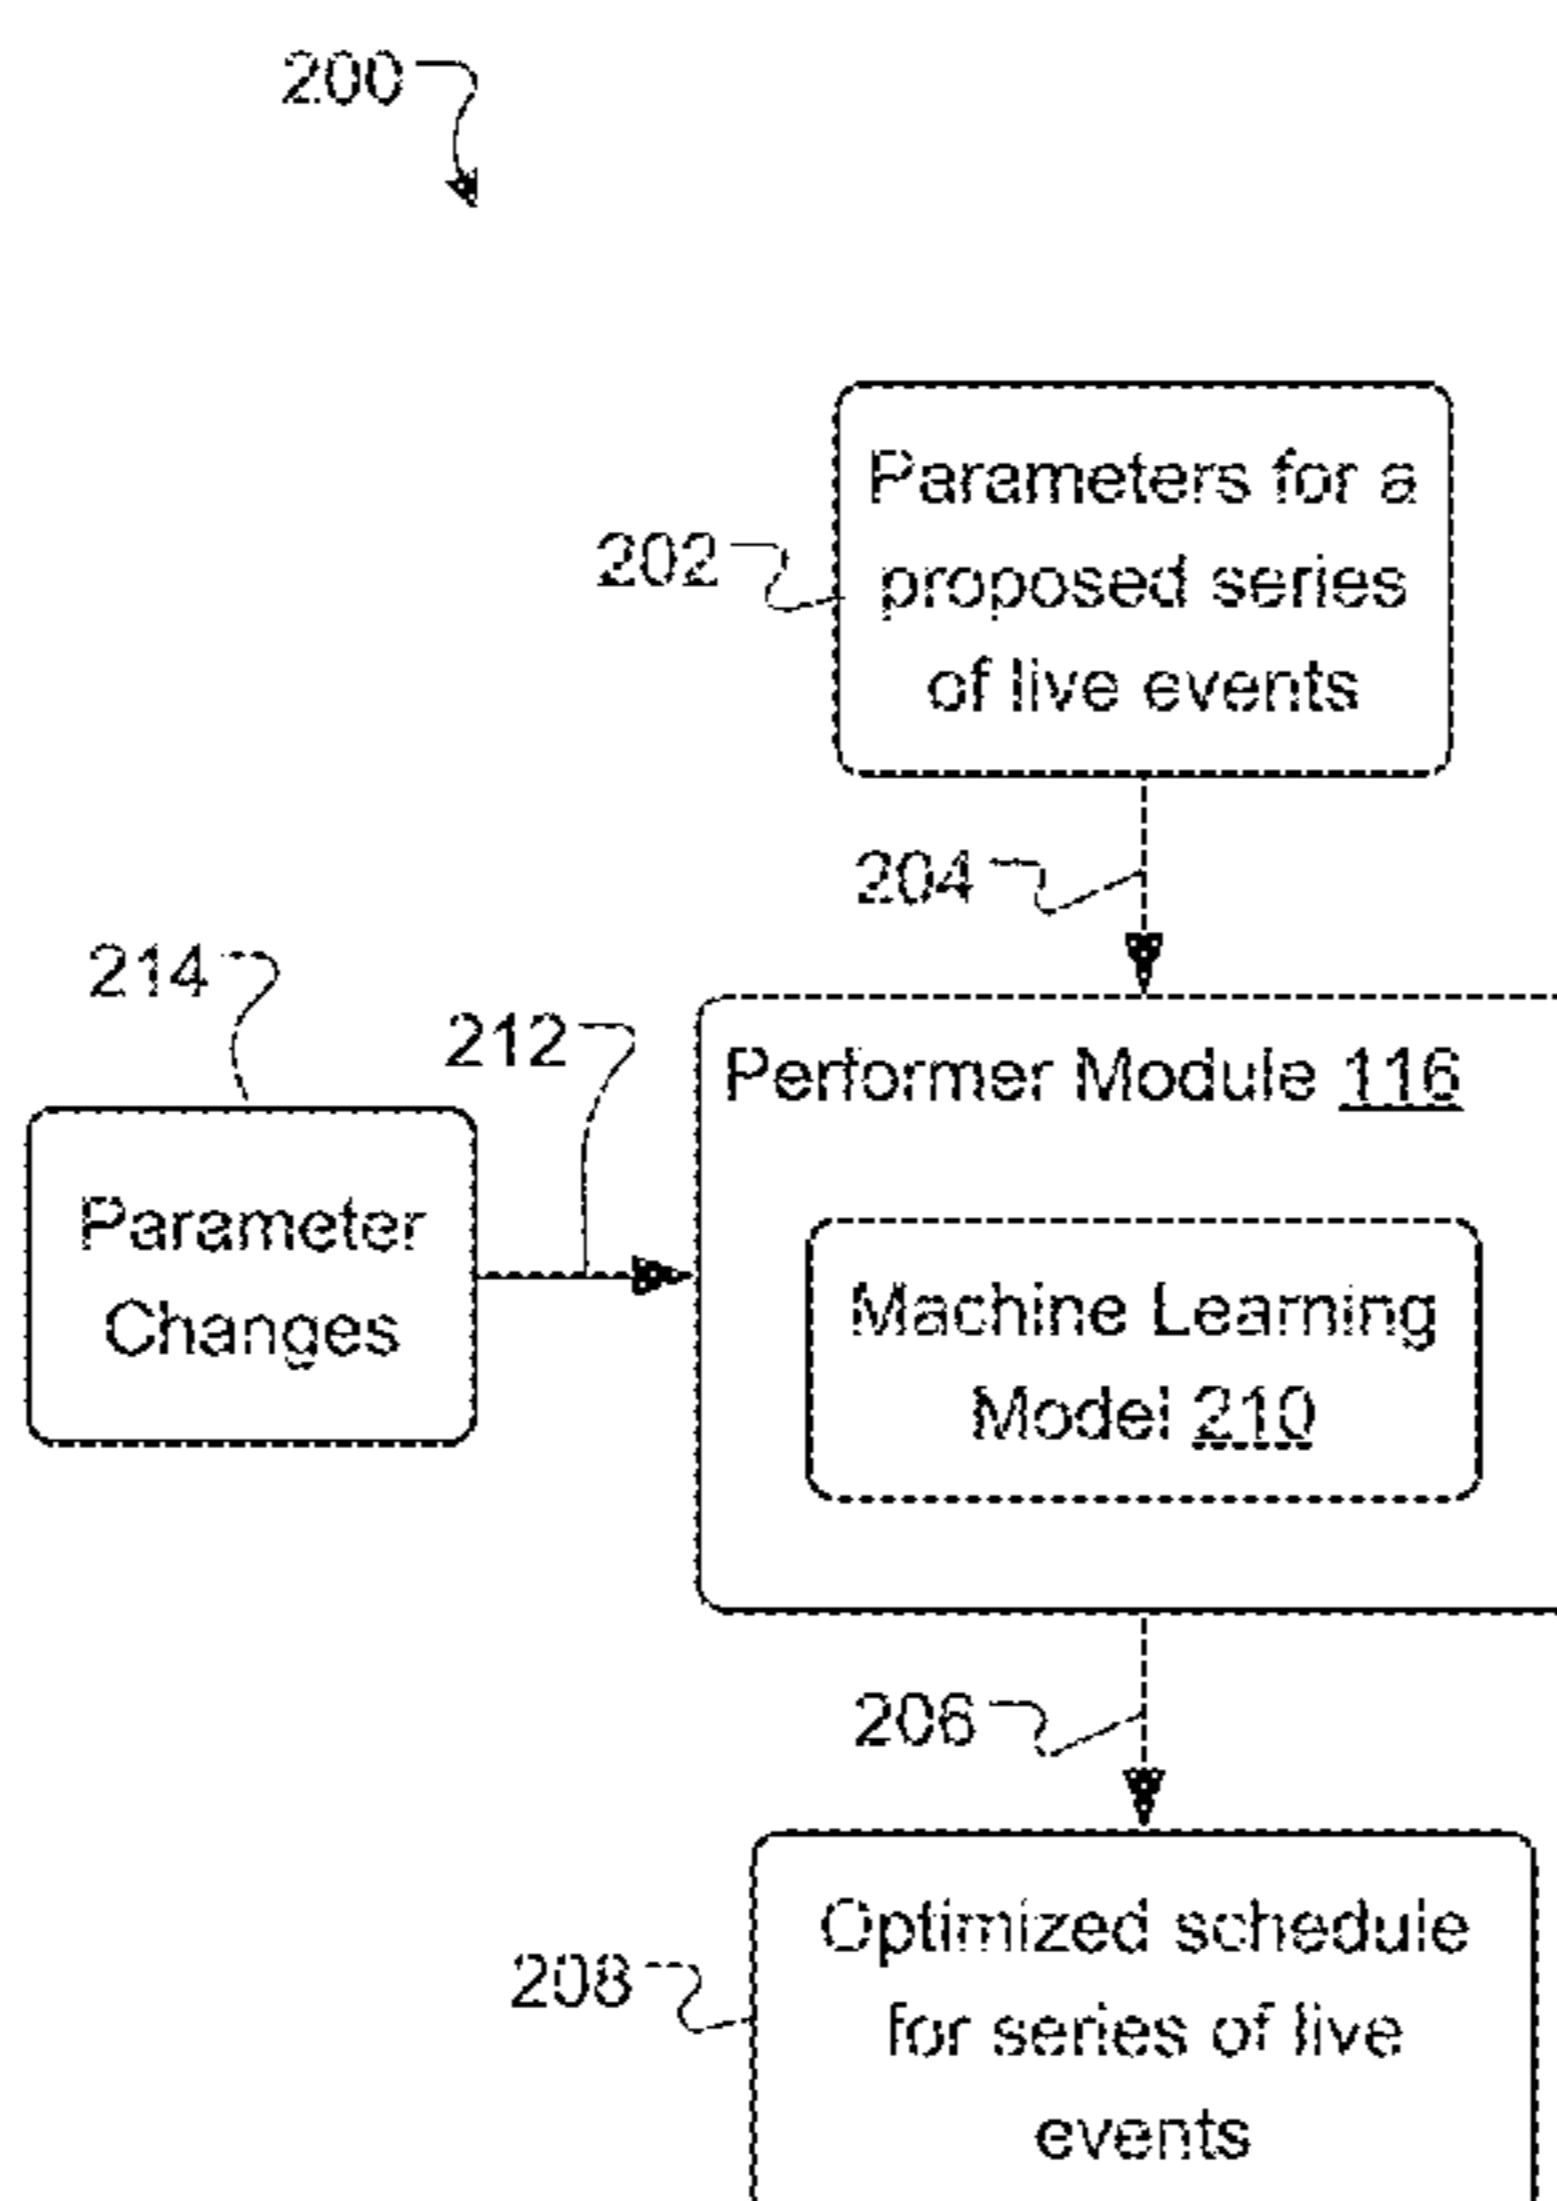 200
Parameters for a
202
proposed series
of live events
204
214
212
Performer Module 116
Parameter
Changes
Machine Learning
Model 210
206
Optimized schedule
208
for series of live
events